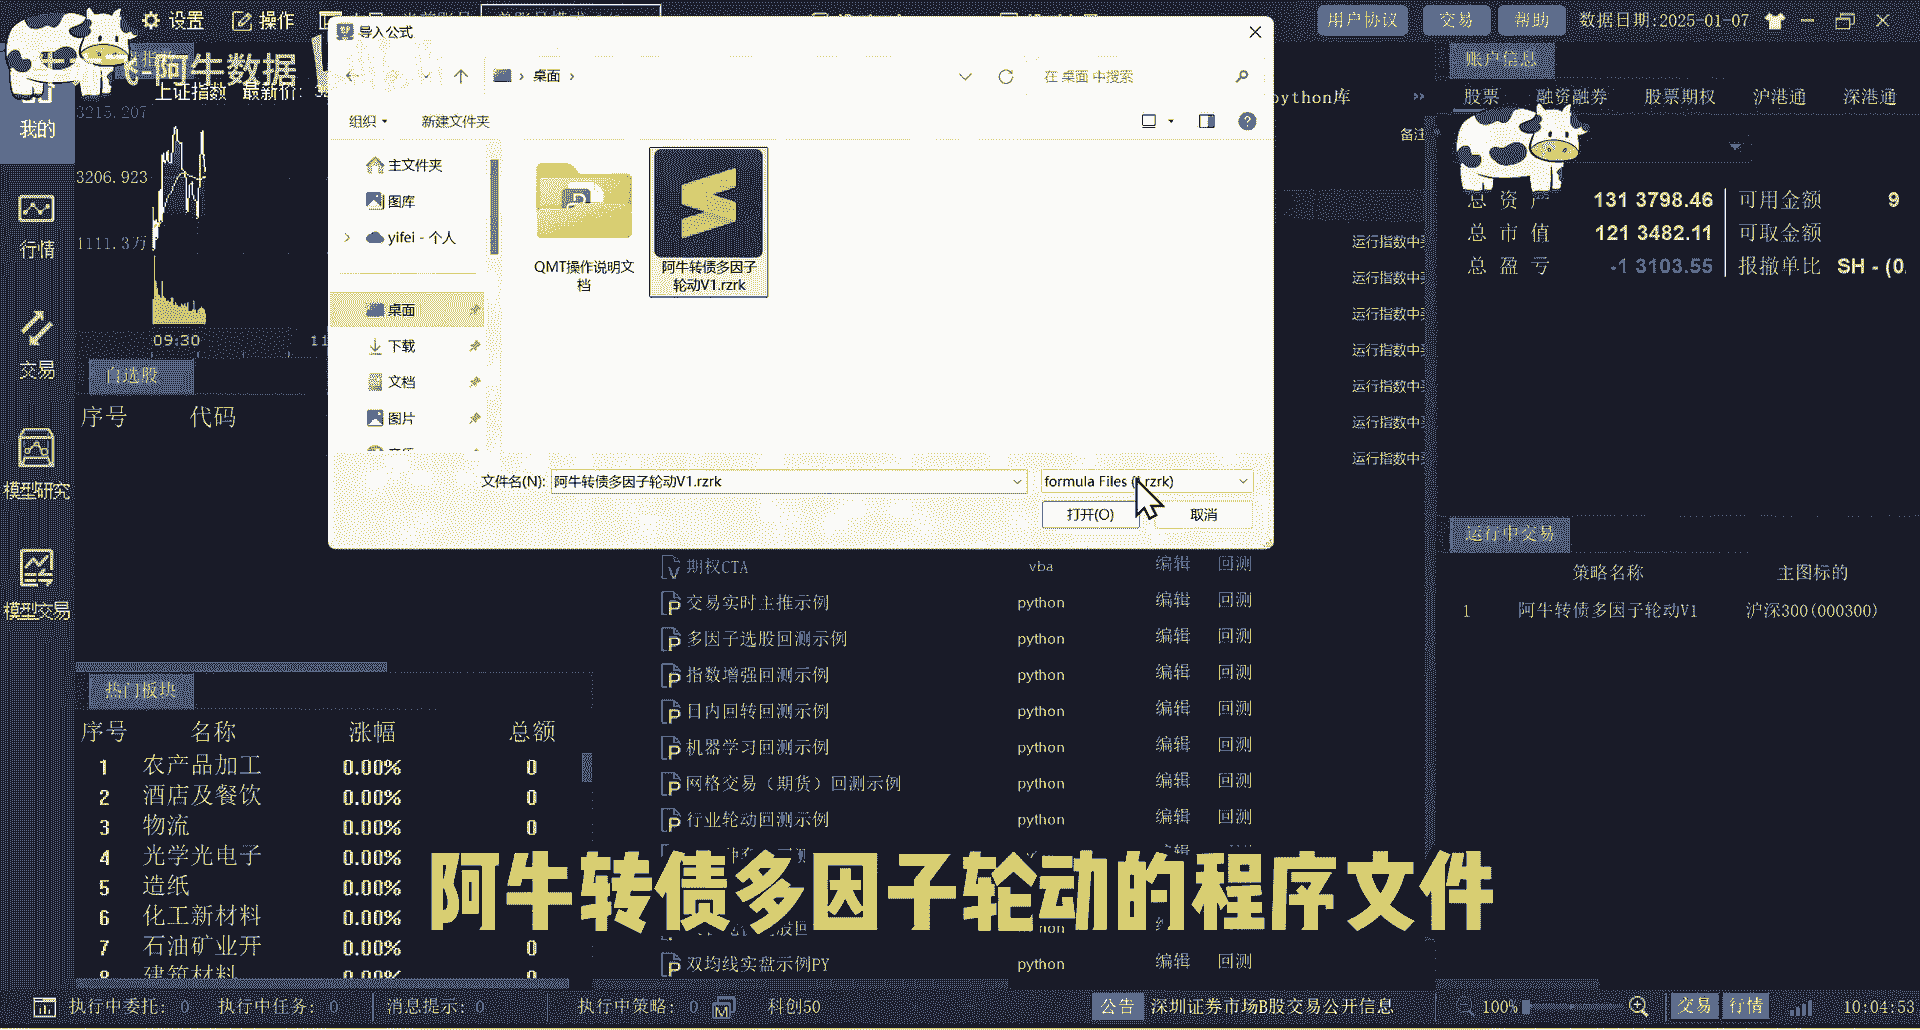 设置
操作
导入公式
用户协议
交易
帮助
数据日期:2025-01-07
6-阿牛数据
上证指数 最新价:
3215.207
3206.923
1111.3万
09:30
我的
行情
交易
模型研究
模型交易
桌面
在 桌面 中搜索
组织
新建文件夹
主文件夹
图库
yifei - 个人
桌面
下载
文档
图片
QMT操作说明文
档
阿牛转债多因子
轮动V1.rzrk
文件名(N):
阿牛转债多因子轮动V1.rzrk
formula Files (*.rzrk)
打开(O)
取消
python库
备注
运行指数中
运行指数中
运行指数中
运行指数中
运行指数中
运行指数中
运行指数中
账户信息
股票 融资融券 股票期权 沪港通 深港通
总 资 产 131 3798.46 可用金额 9
总 市 值 121 3482.11 可取金额
总 盈 亏 -1 3103.55 报撤单比 SH - (0.
自选股
序号 代码
热门板块
序号 名称 涨幅 总额
1 农产品加工 0.00% 0
2 酒店及餐饮 0.00% 0
3 物流 0.00% 0
4 光学光电子 0.00% 0
5 造纸 0.00% 0
6 化工新材料 0.00% 0
7 石油矿业开 0.00% 0
8 建筑材料 0.00% 0
期权CTA vba 编辑 回测
交易实时主推示例 python 编辑 回测
多因子选股回测示例 python 编辑 回测
指数增强回测示例 python 编辑 回测
日内回转回测示例 python 编辑 回测
机器学习回测示例 python 编辑 回测
网格交易（期货）回测示例 python 编辑 回测
行业轮动回测示例 python 编辑 回测
双均线实盘示例PY python 编辑 回测
运行中交易
策略名称 主图标的
1 阿牛转债多因子轮动V1 沪深300(000300)
阿牛转债多因子轮动的程序文件
执行中委托: 0 执行中任务: 0 消息提示: 0 执行中策略: 0 科创50
公告 深圳证券市场B股交易公开信息 100% 交易 行情 10:04:53